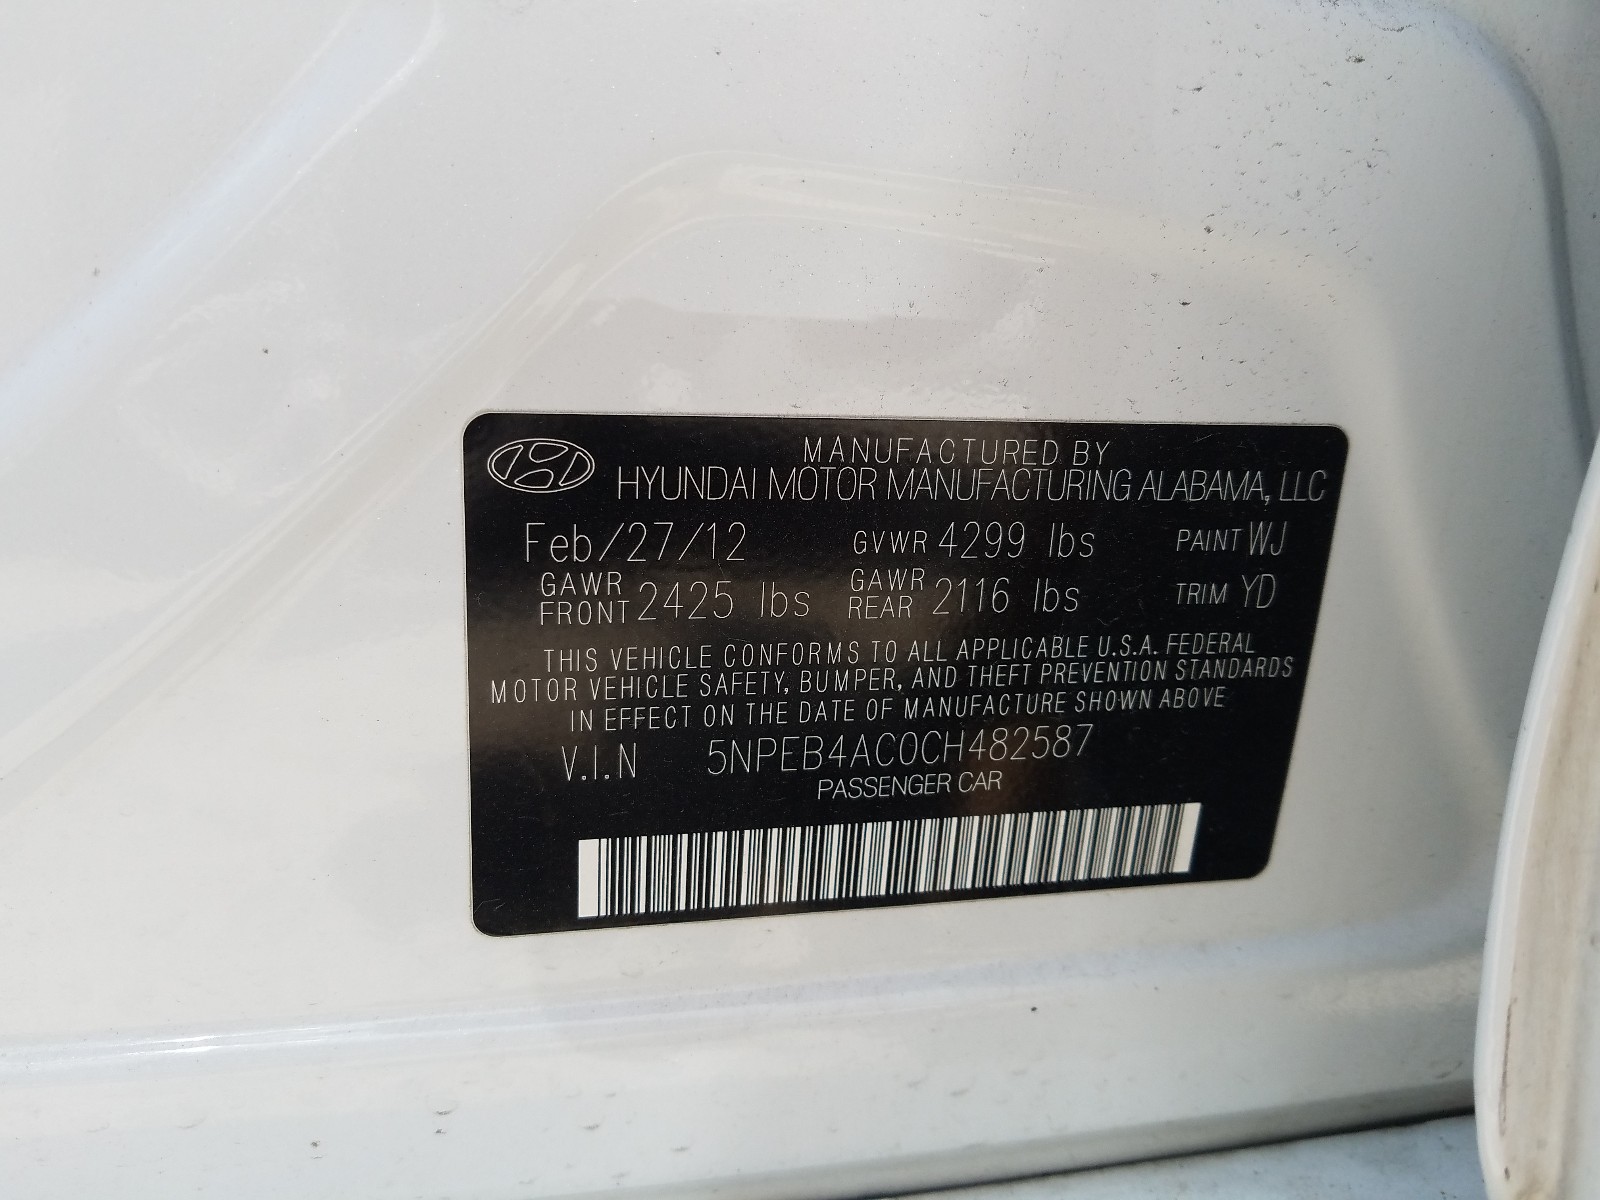 MANUFACTURED BY
HYUNDAI MOTOR MANUFACTURING ALABAMA, LLC
Feb/27/12 GVWR 4299 lbs PAINT WJ
GAWR FRONT 2425 lbs GAWR REAR 2116 lbs TRIM YD
THIS VEHICLE CONFORMS TO ALL APPLICABLE U.S.A. FEDERAL
MOTOR VEHICLE SAFETY, BUMPER, AND THEFT PREVENTION STANDARDS
IN EFFECT ON THE DATE OF MANUFACTURE SHOWN ABOVE
V.I.N 5NPEB4AC0CH482587
PASSENGER CAR